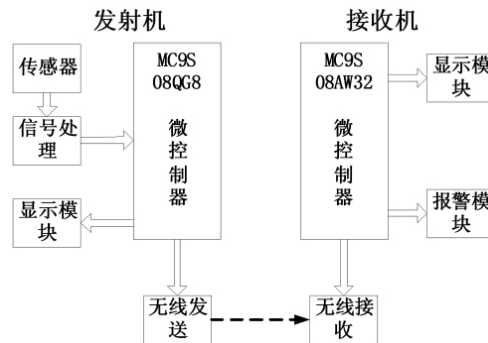 发射机
接收机
传感器
信号处
理
显示模
块
MC9S
08QG8
微
控
制
器
无线发
送
MC9S
08AW32
微
控
制
器
显示模
块
报警模
块
无线接
收